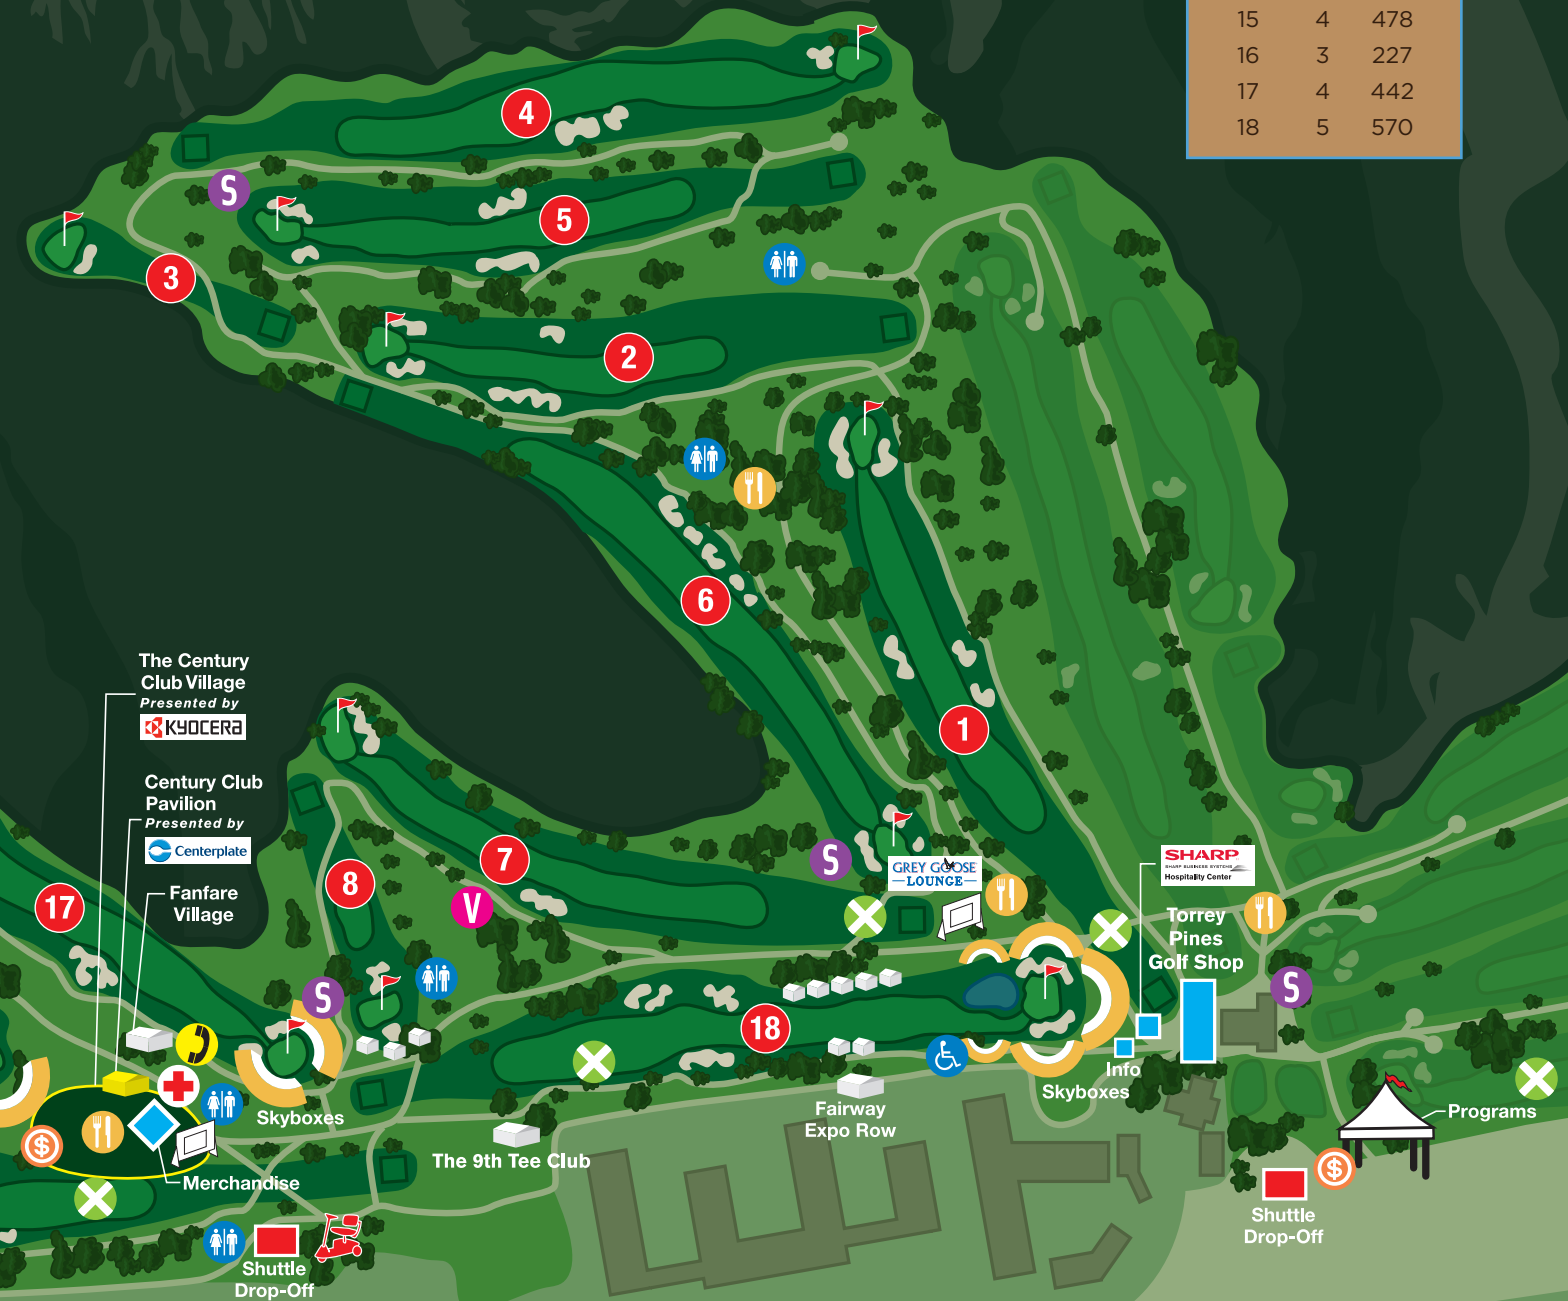 15 4 478
16 3 227
17 4 442
18 5 570
4
S
5
3
2
6
1
The Century
Club Village
Presented by
KYOCERA
Century Club
Pavilion
Presented by
Centerplate
Fanfare
Village
17
8
7
V
S
GREY GOOSE
LOUNGE
SHARP
SHARP BUSINESS SYSTEMS
Hospitality Center
Torrey
Pines
Golf Shop
S
S
18
Info
Skyboxes
Skyboxes
Fairway
Expo Row
Programs
The 9th Tee Club
$
Merchandise
$
Shuttle
Drop-Off
Shuttle
Drop-Off